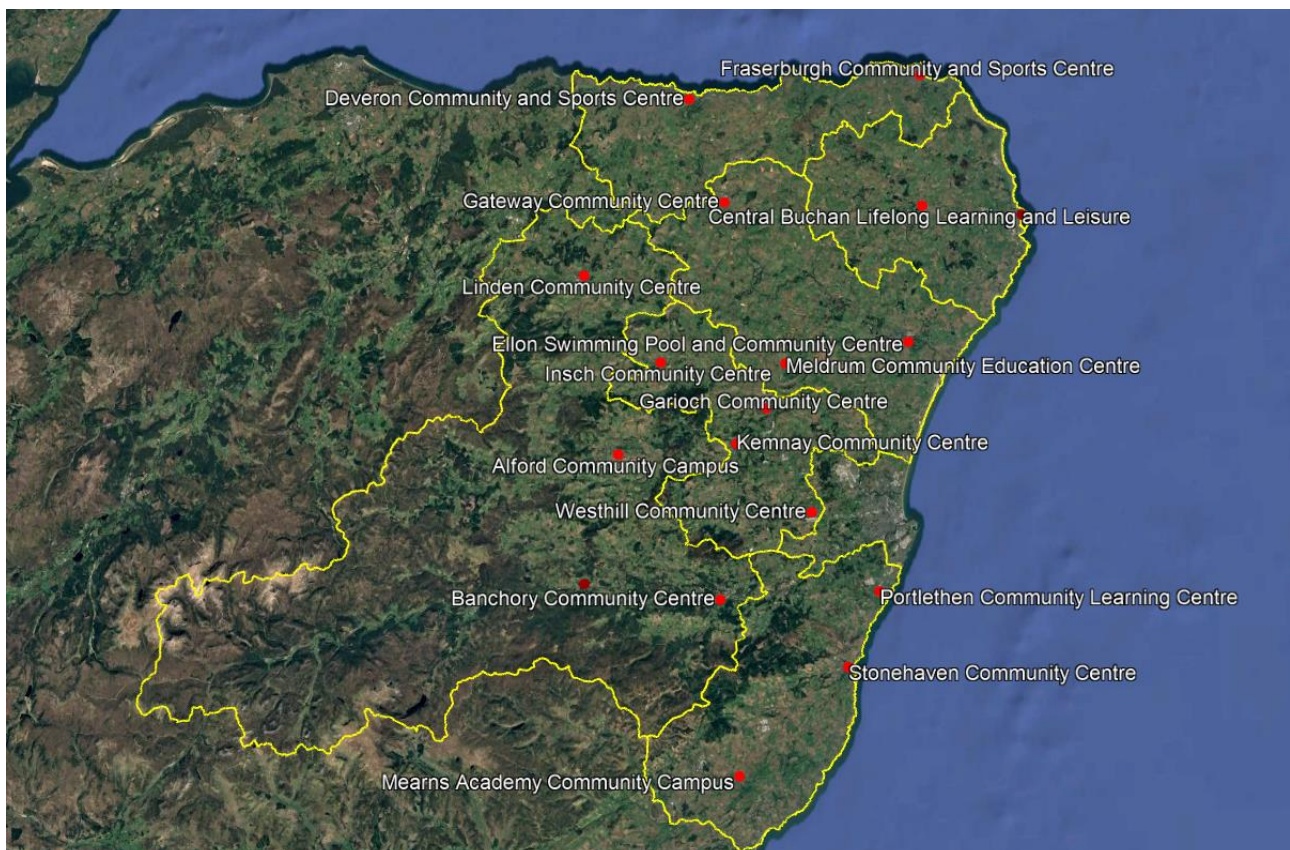 Fraserburgh Community and Sports Centre
Deveron Community and Sports Centre
Gateway Community Centre
Central Buchan Lifelong Learning and Leisure
Linden Community Centre
Ellon Swimming Pool and Community Centre
Meldrum Community Education Centre
Insch Community Centre
Garioch Community Centre
Kemnay Community Centre
Alford Community Campus
Westhill Community Centre
Banchory Community Centre
Portlethen Community Learning Centre
Stonehaven Community Centre
Mearns Academy Community Campus